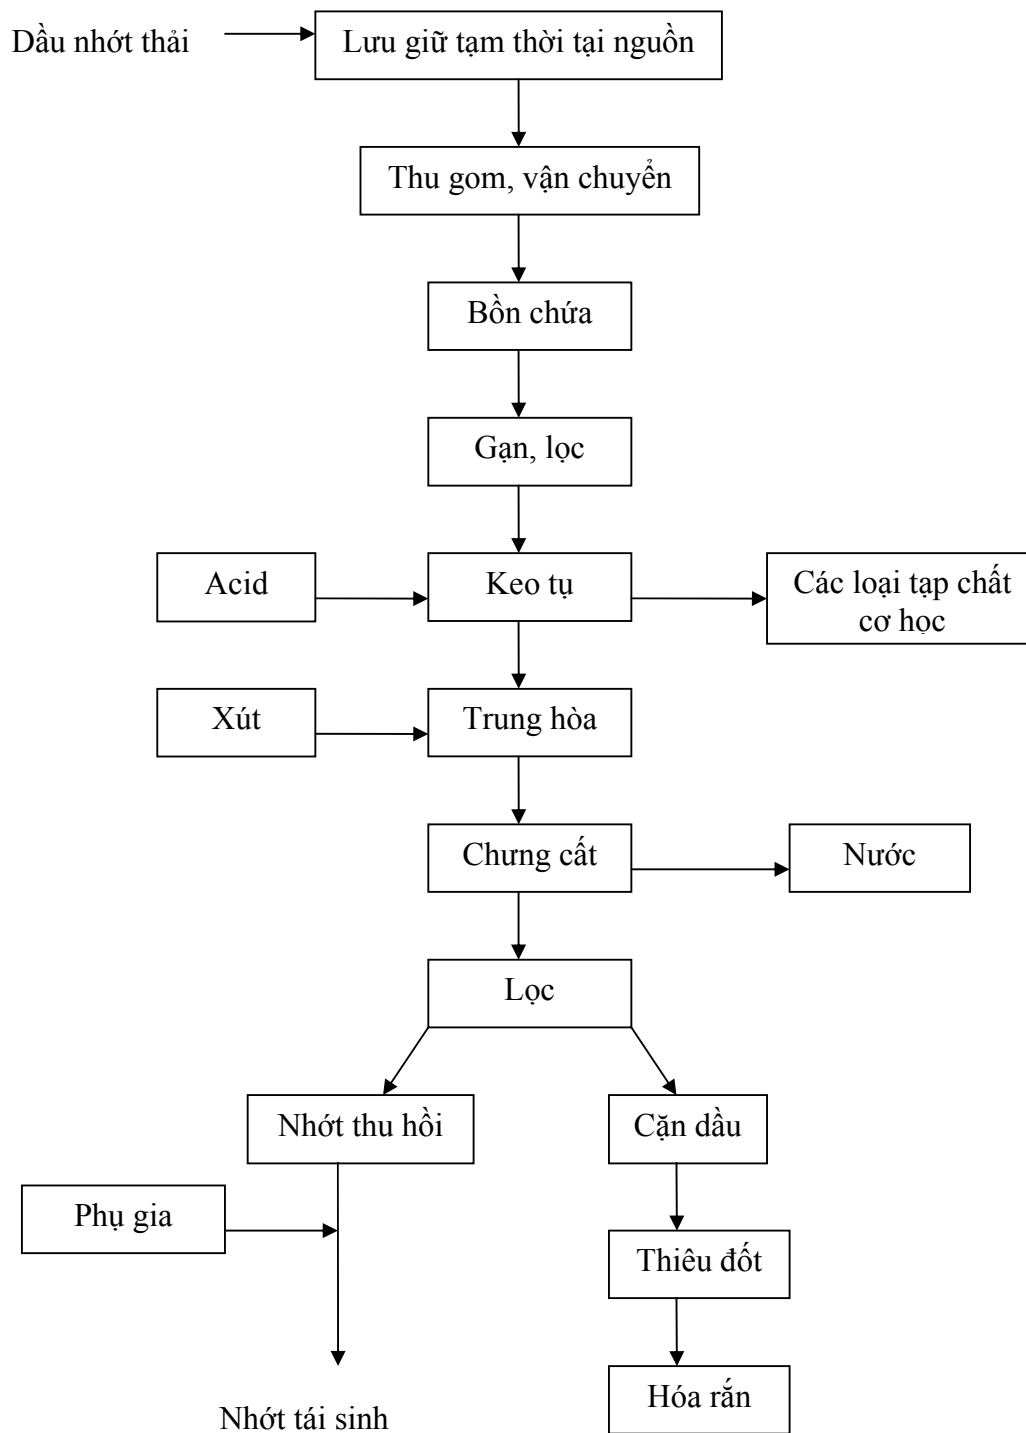 Dầu nhớt thải
Lưu giữ tạm thời tại nguồn
Thu gom, vận chuyển
Bồn chứa
Gạn, lọc
Acid
Keo tụ
Các loại tạp chất
cơ học
Xút
Trung hòa
Chưng cất
Nước
Lọc
Nhớt thu hồi
Cặn dầu
Phụ gia
Thiêu đốt
Hóa rắn
Nhớt tái sinh